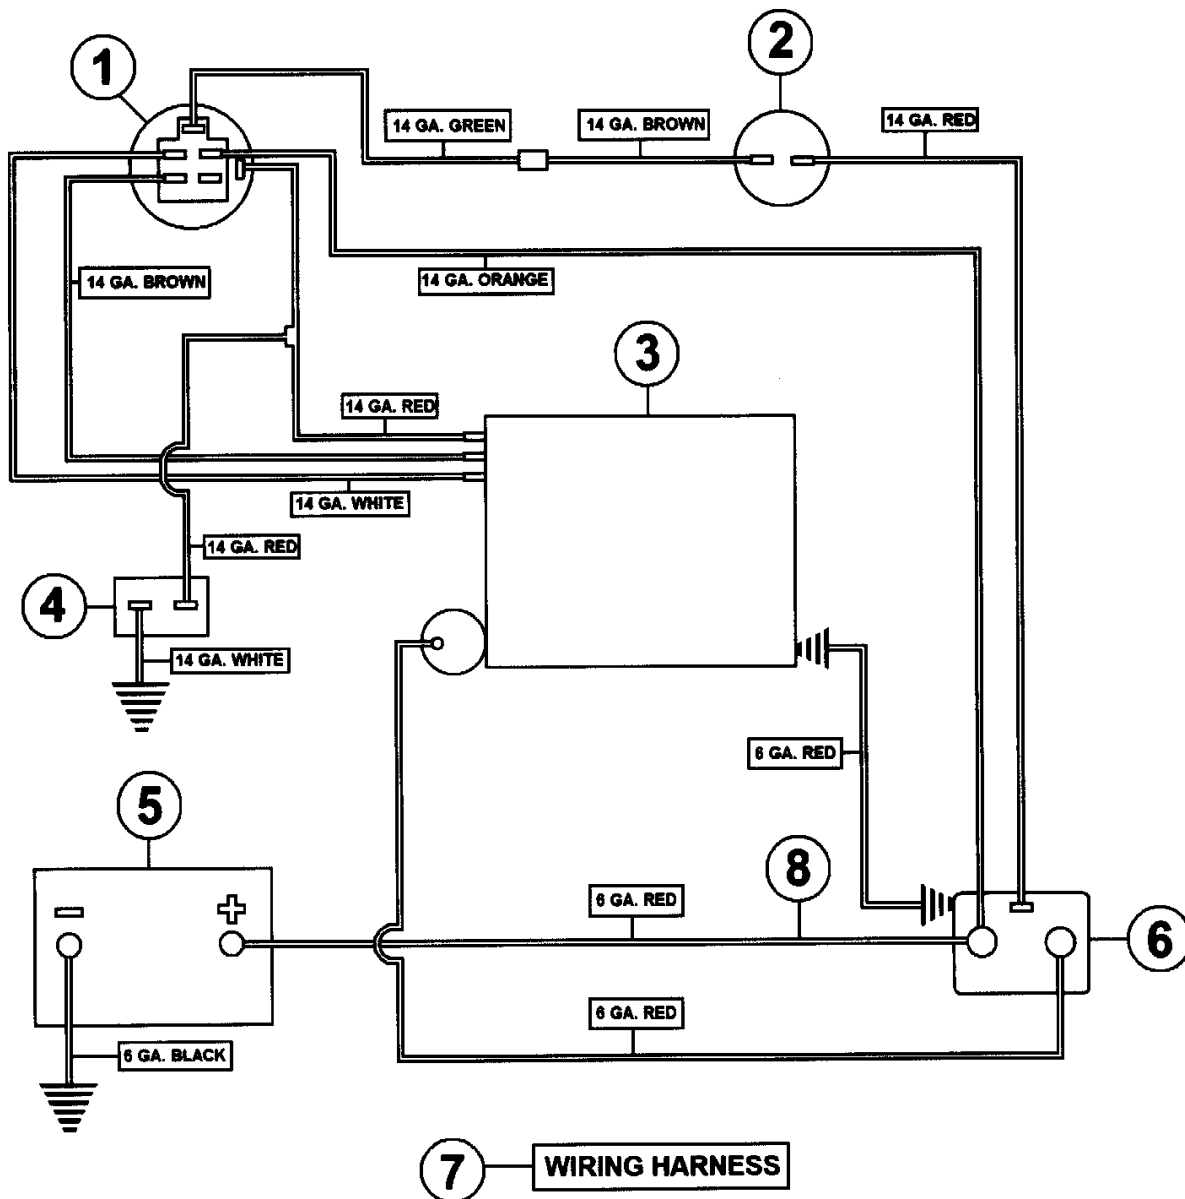 1
2
14 GA. GREEN
14 GA. BROWN
14 GA. RED
14 GA. BROWN
14 GA. ORANGE
3
14 GA. RED
14 GA. WHITE
14 GA. RED
4
14 GA. WHITE
6 GA. RED
5
8
6 GA. RED
6
6 GA. RED
6 GA. BLACK
7
WIRING HARNESS